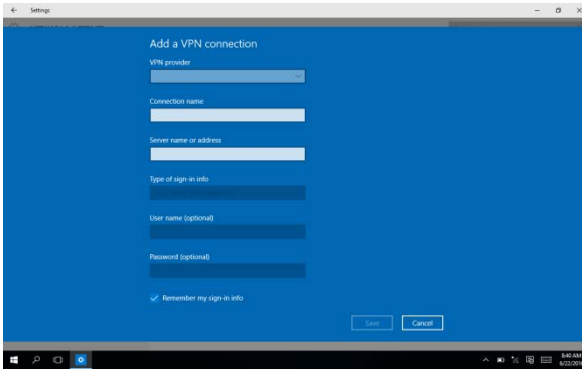 Settings
Add a VPN connection
VPN provider
Connection name
Server name or address
Type of sign-in info
User name (optional)
Password (optional)
Remember my sign-in info
Save
Cancel
8:40 AM